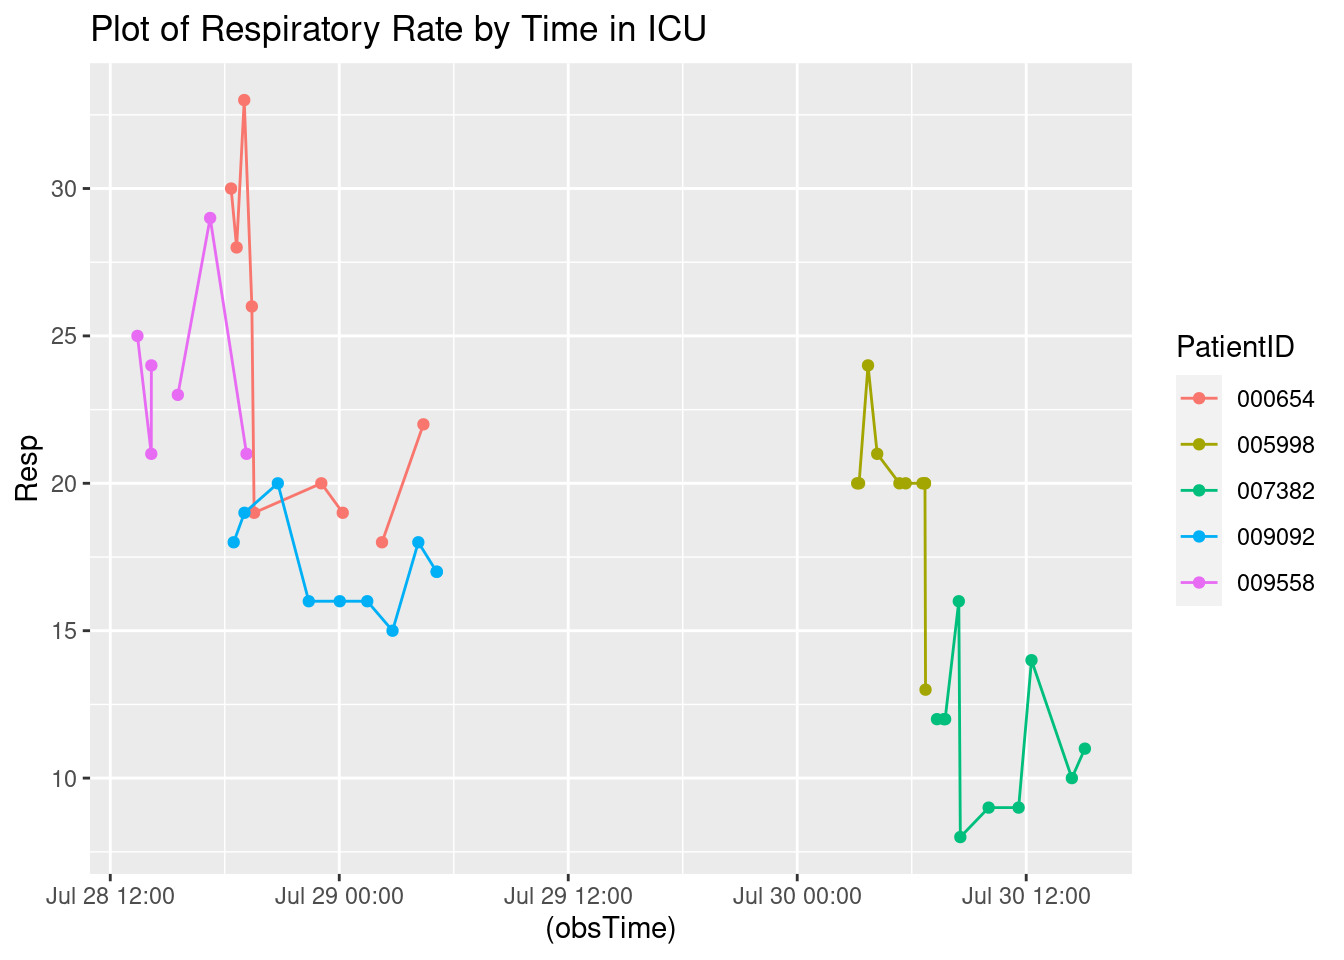 Plot of Respiratory Rate by Time in ICU
Resp
30
25
20
15
10
Jul 28 12:00 Jul 29 00:00 Jul 29 12:00 Jul 30 00:00 Jul 30 12:00
(obsTime)
PatientID
000654
005998
007382
009092
009558